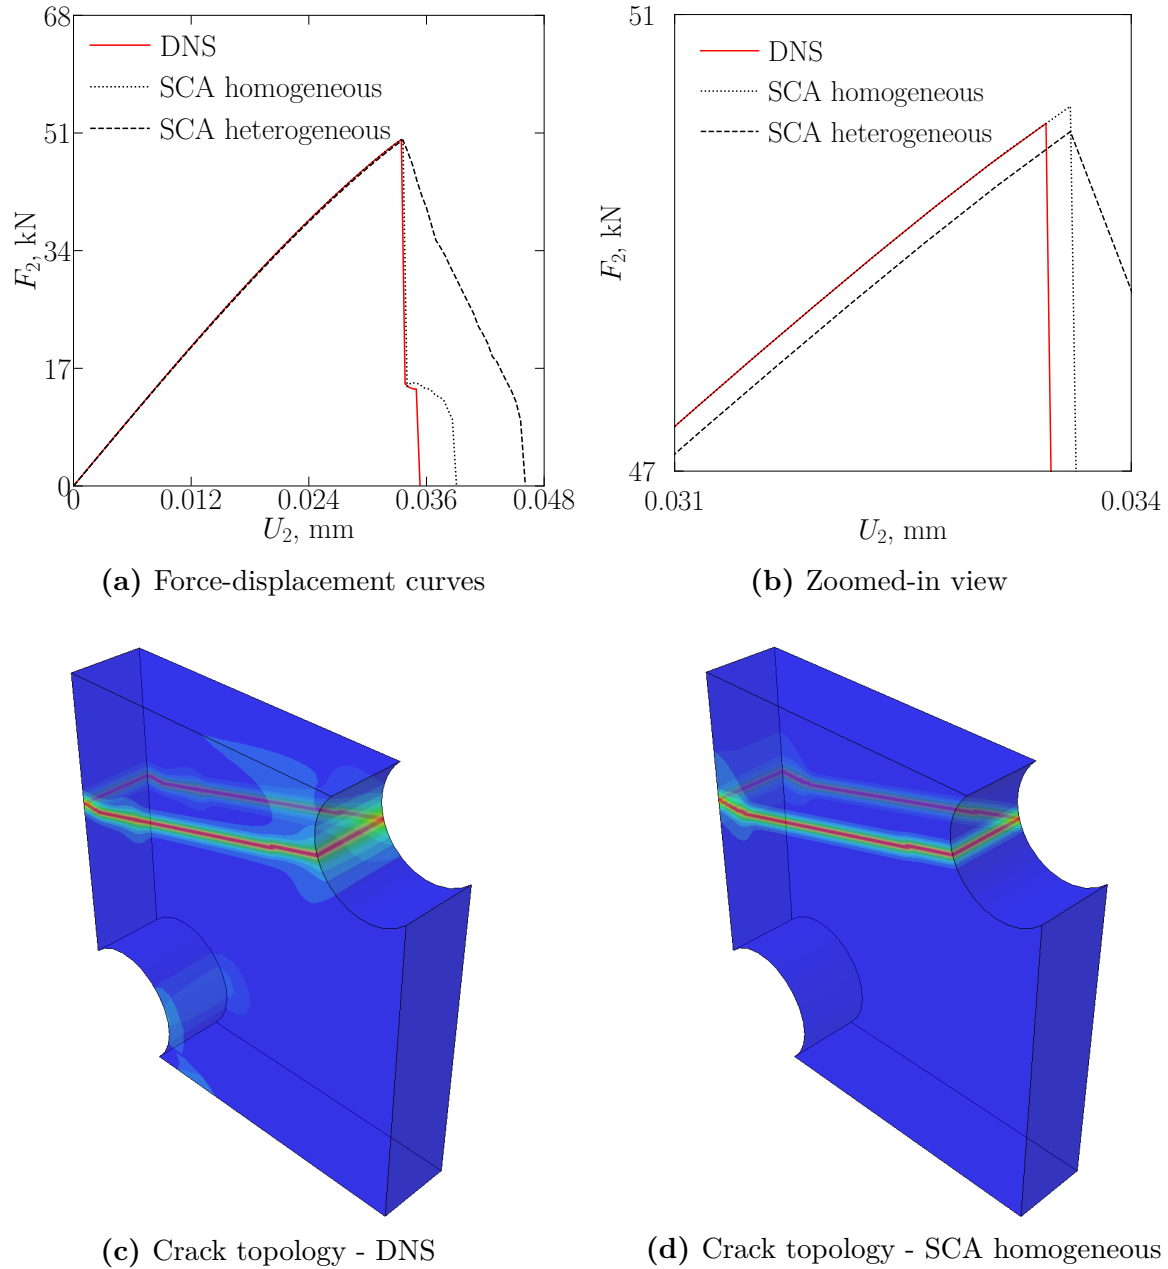 68
51
34
17
0
F₂, kN
DNS
SCA homogeneous
SCA heterogeneous
0 0.012 0.024 0.036 0.048
U₂, mm
(a) Force-displacement curves
51
47
F₂, kN
DNS
SCA homogeneous
SCA heterogeneous
0.031 0.034
U₂, mm
(b) Zoomed-in view
(c) Crack topology - DNS
(d) Crack topology - SCA homogeneous